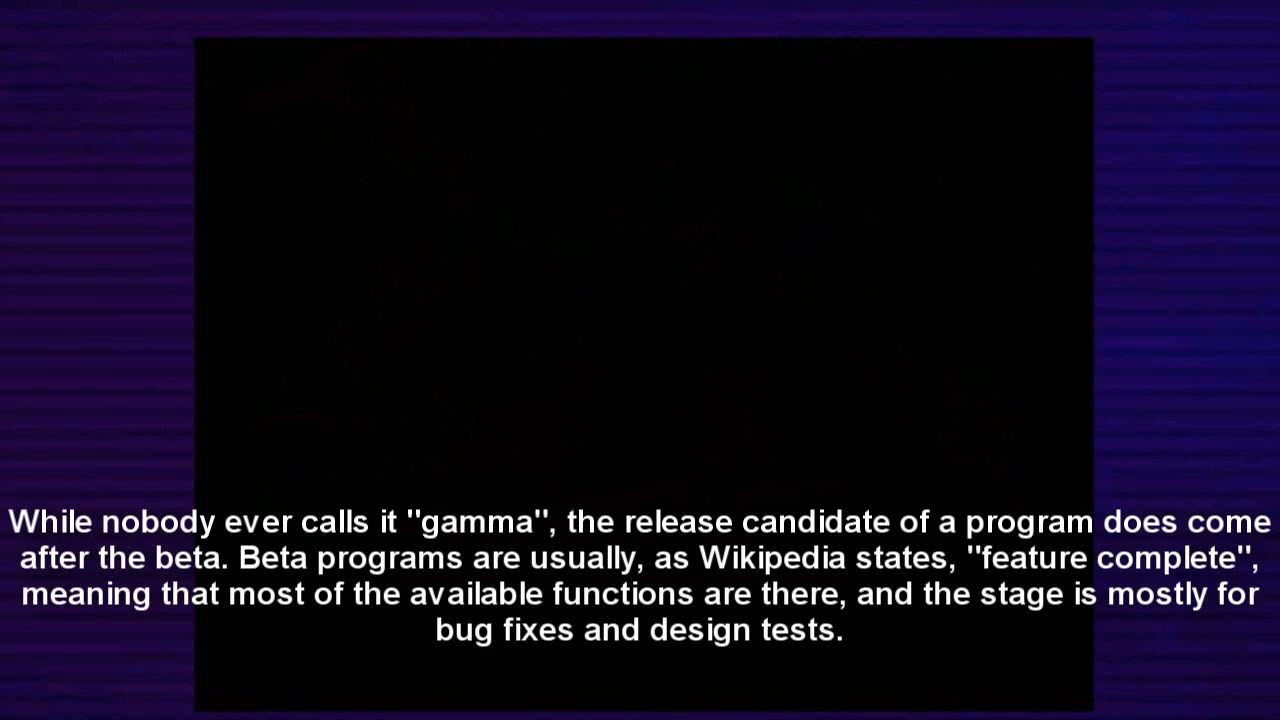 While nobody ever calls it "gamma", the release candidate of a program does come
after the beta. Beta programs are usually, as Wikipedia states, "feature complete",
meaning that most of the available functions are there, and the stage is mostly for
bug fixes and design tests.